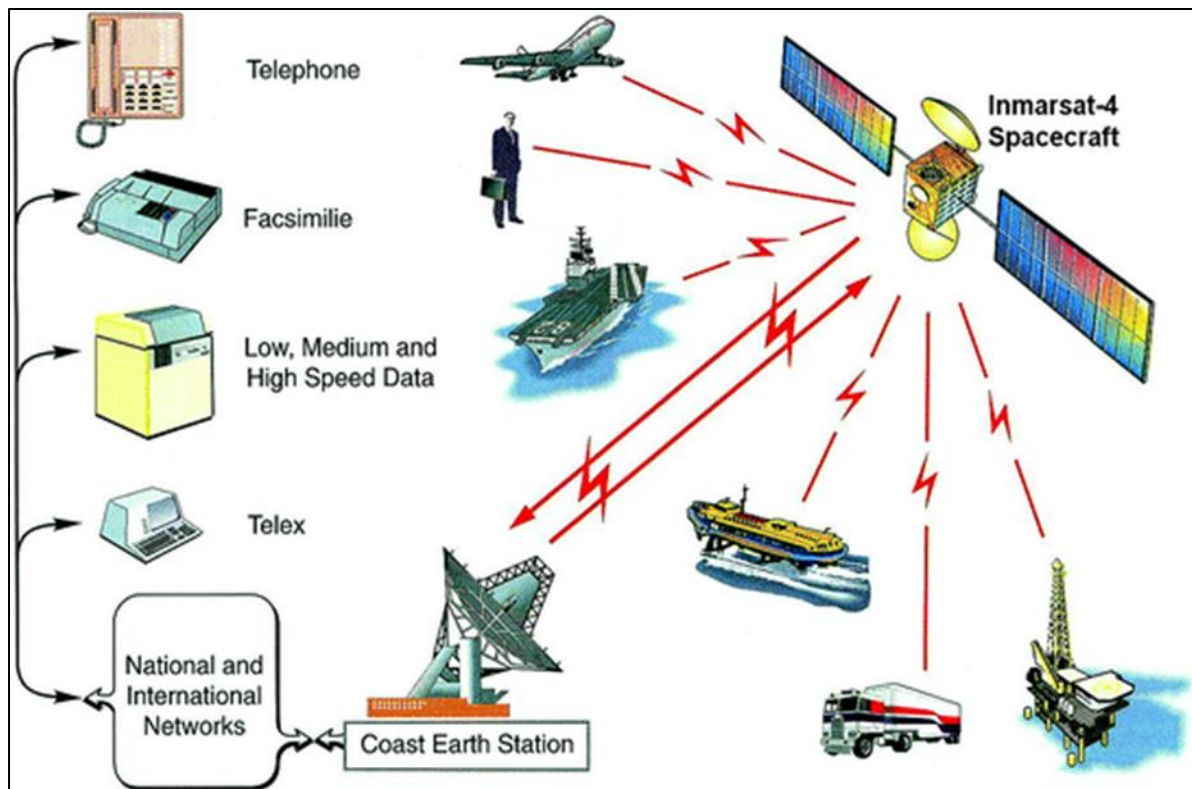 Telephone
Inmarsat-4
Spacecraft
Facsimilie
Low, Medium and
High Speed Data
Telex
National and
International
Networks
Coast Earth Station